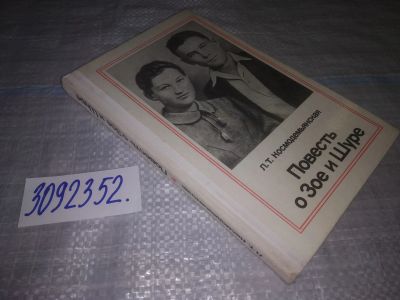 Л.Т. Космодемьянская
Повесть
о Зое и Шуре
3092352.